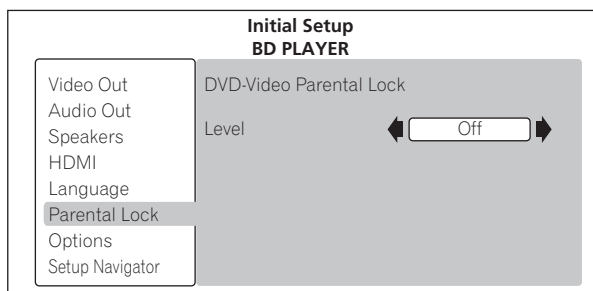 Initial Setup
BD PLAYER
Video Out
Audio Out
Speakers
HDMI
Language
Parental Lock
Options
Setup Navigator
DVD-Video Parental Lock
Level
Off